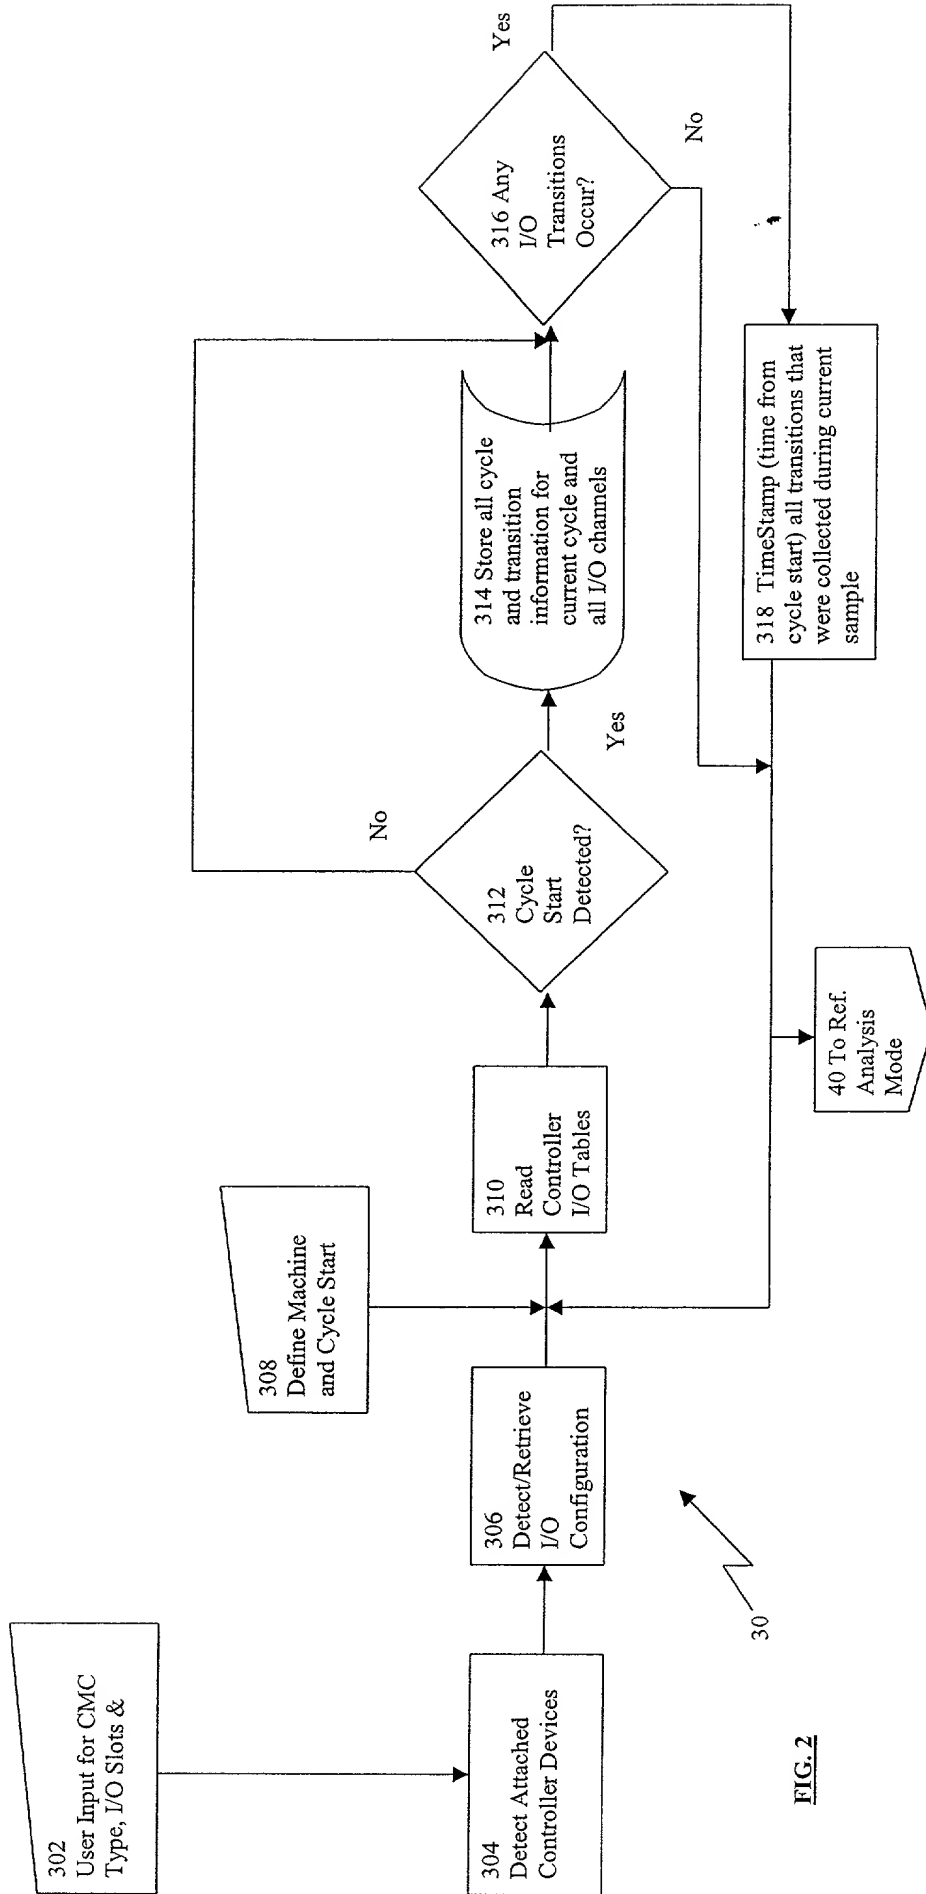 302
User Input for CMC
Type, I/O Slots &
304
Detect Attached
Controller Devices
306
Detect/Retrieve
I/O
Configuration
308
Define Machine
and Cycle Start
310
Read
Controller
I/O Tables
312
Cycle
Start
Detected?
No
Yes
314 Store all cycle
and transition
information for
current cycle and
all I/O channels
316 Any
I/O
Transitions
Occur?
Yes
No
318 TimeStamp (time from
cycle start) all transitions that
were collected during current
sample
40 To Ref.
Analysis
Mode
30
FIG. 2